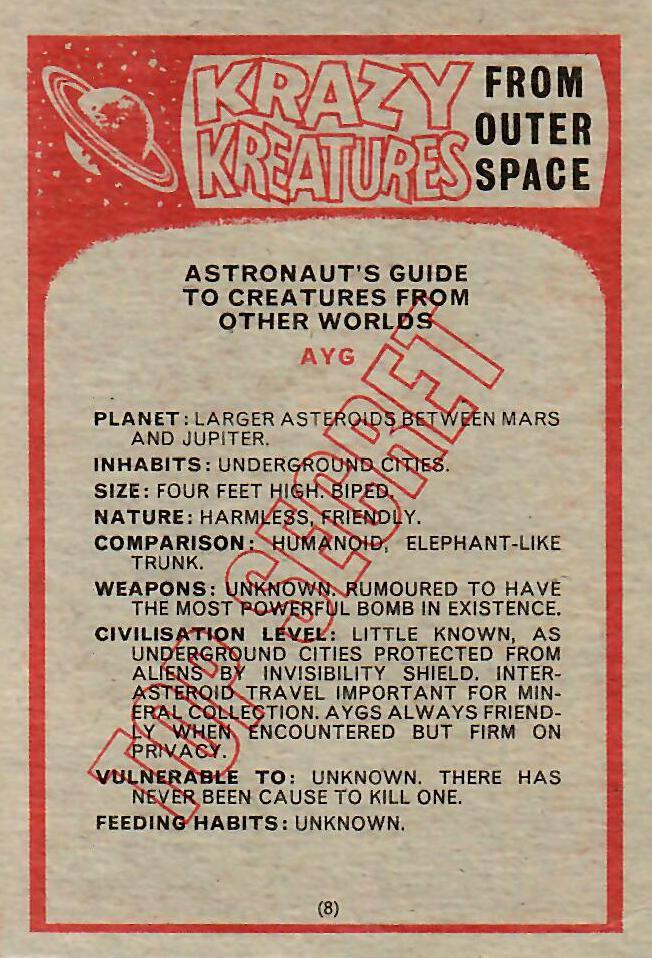 KRAZY
KREATURES
FROM
OUTER
SPACE
ASTRONAUT'S GUIDE
TO CREATURES FROM
OTHER WORLDS
AYG
PLANET: LARGER ASTEROIDS BETWEEN MARS
AND JUPITER.
INHABITS: UNDERGROUND CITIES.
SIZE: FOUR FEET HIGH. BIPED.
NATURE: HARMLESS, FRIENDLY.
COMPARISON: HUMANOID, ELEPHANT-LIKE
TRUNK.
WEAPONS: UNKNOWN. RUMOURED TO HAVE
THE MOST POWERFUL BOMB IN EXISTENCE.
CIVILISATION LEVEL: LITTLE KNOWN, AS
UNDERGROUND CITIES PROTECTED FROM
ALIENS BY INVISIBILITY SHIELD. INTER-
ASTEROID TRAVEL IMPORTANT FOR MIN-
ERAL COLLECTION. AYGS ALWAYS FRIEND-
LY WHEN ENCOUNTERED BUT FIRM ON
PRIVACY.
VULNERABLE TO: UNKNOWN. THERE HAS
NEVER BEEN CAUSE TO KILL ONE.
FEEDING HABITS: UNKNOWN.
TOP SECRET
(8)